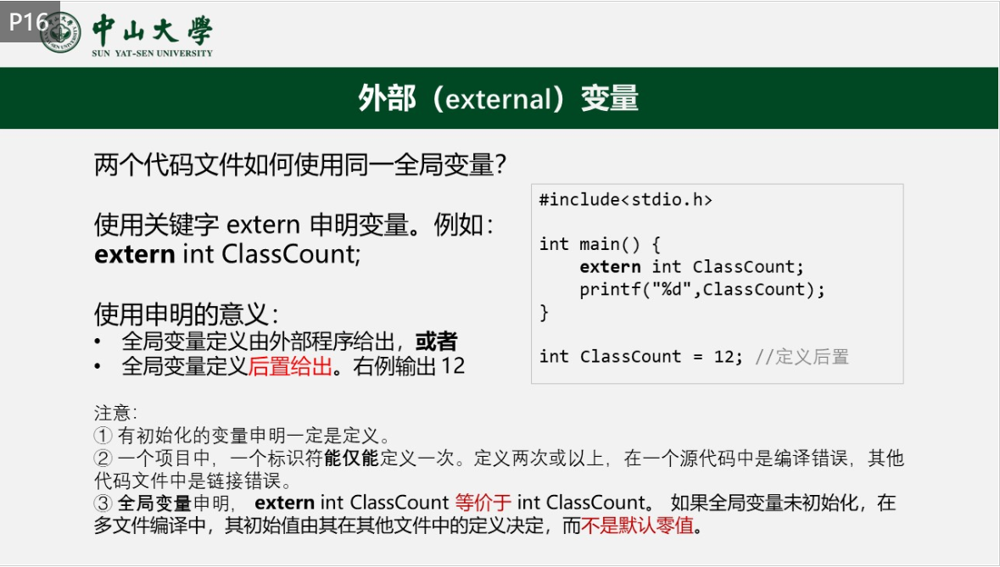 P16
中山大學
SUN YAT-SEN UNIVERSITY
外部（external）变量
两个代码文件如何使用同一全局变量？
使用关键字 extern 申明变量。例如：
extern int ClassCount;
使用申明的意义：
• 全局变量定义由外部程序给出，或者
• 全局变量定义后置给出。右例输出 12
#include<stdio.h>
int main() {
extern int ClassCount;
printf("%d",ClassCount);
}
int ClassCount = 12; //定义后置
注意：
① 有初始化的变量申明一定是定义。
② 一个项目中，一个标识符能仅能定义一次。定义两次或以上，在一个源代码中是编译错误，其他
代码文件中是链接错误。
③ 全局变量申明， extern int ClassCount 等价于 int ClassCount。 如果全局变量未初始化，在
多文件编译中，其初始值由其在其他文件中的定义决定，而不是默认零值。